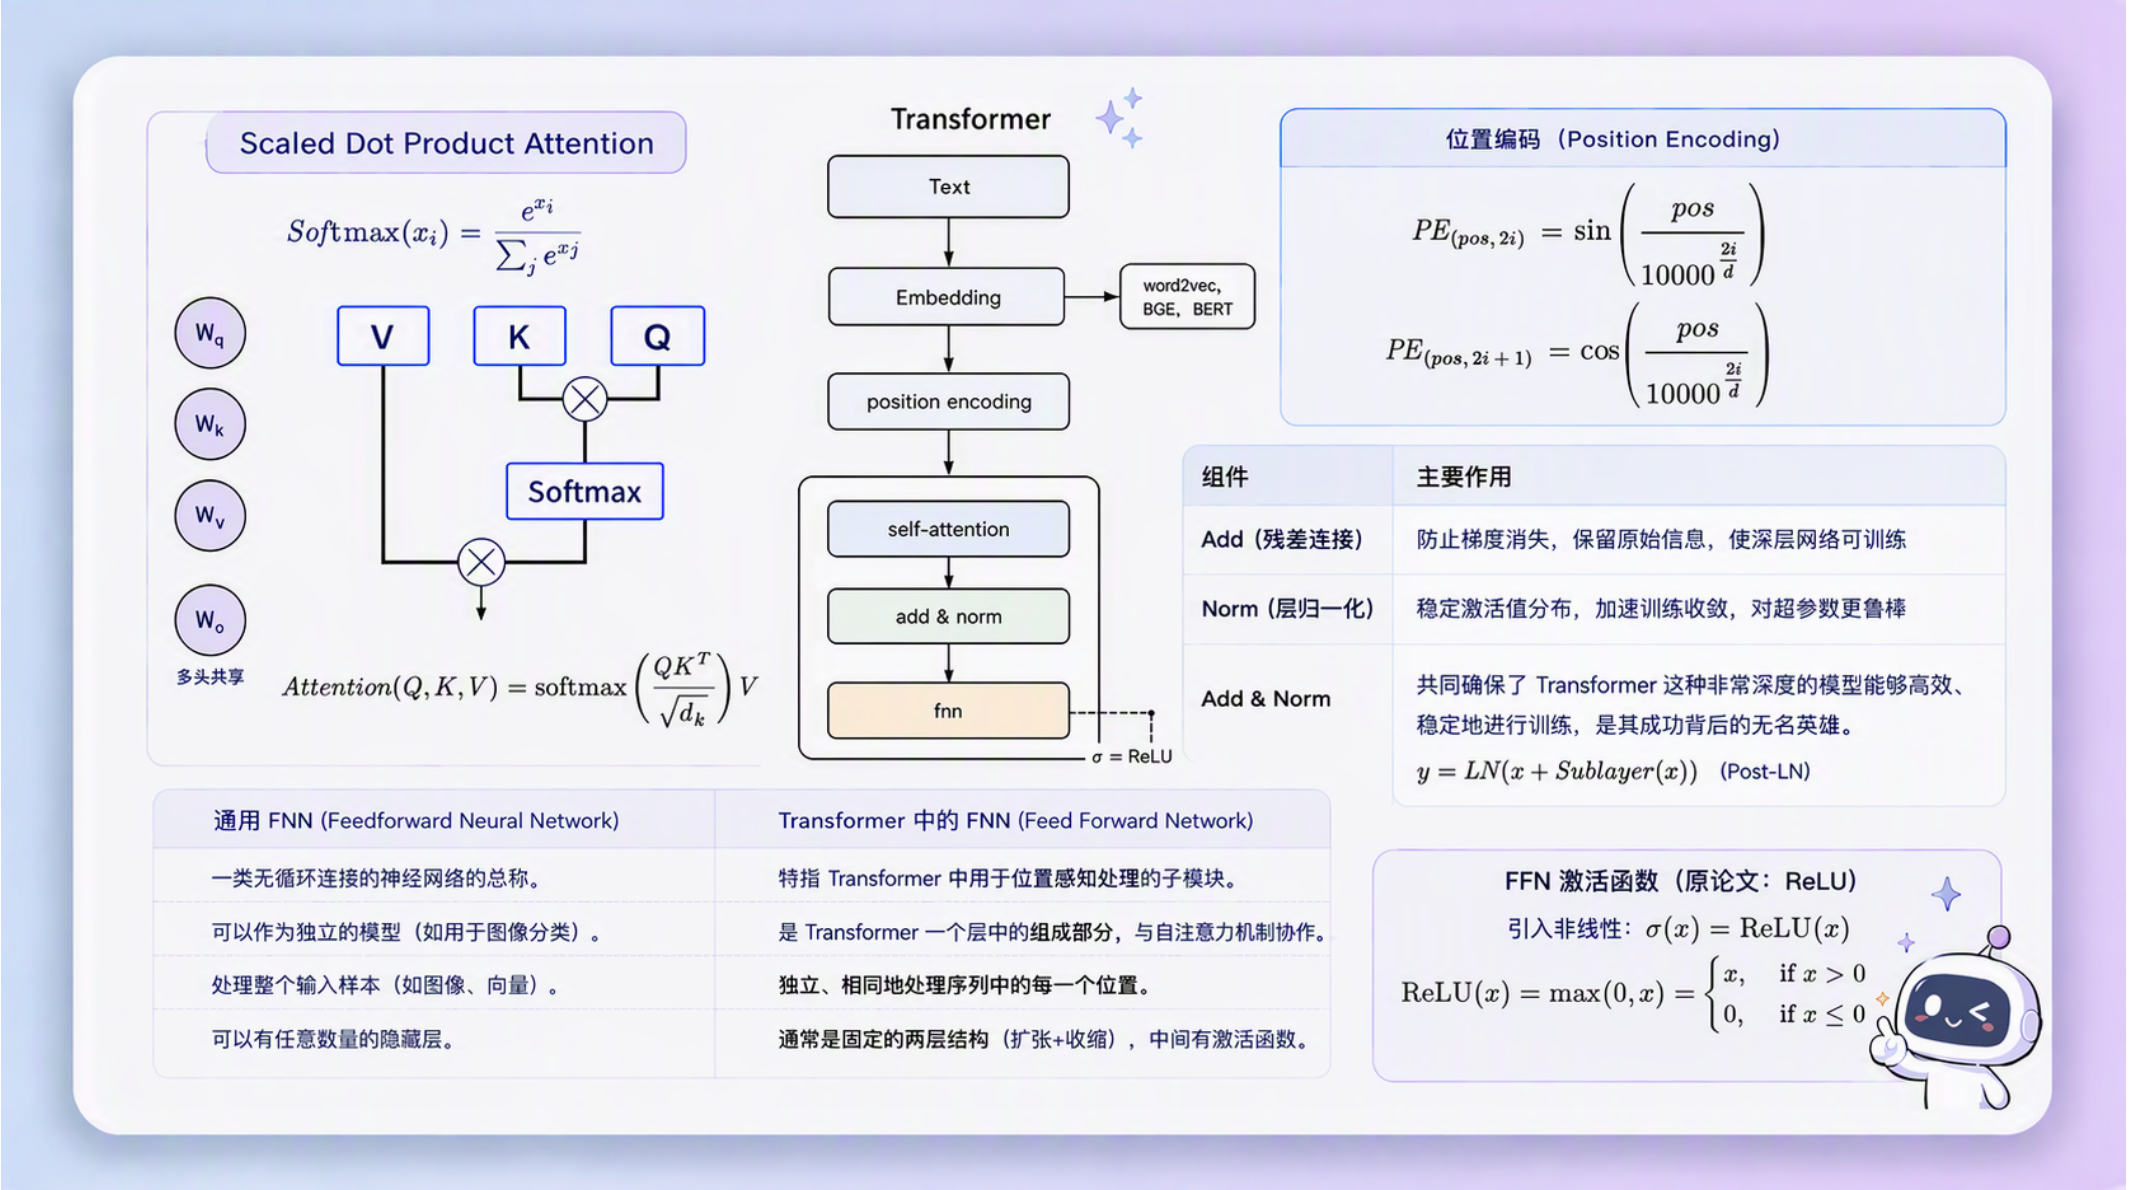 Scaled Dot Product Attention
Softmax(x_i) = e^{x_i} / ∑_j e^{x_j}
W_q
W_k
W_v
W_o
多头共享
V
K
Q
Softmax
Attention(Q, K, V) = softmax(QK^T / √d_k) V
Transformer
Text
Embedding
word2vec,
BGE, BERT
position encoding
self-attention
add & norm
fnn
σ = ReLU
位置编码（Position Encoding）
PE_(pos, 2i) = sin(pos / 10000^{2i/d})
PE_(pos, 2i + 1) = cos(pos / 10000^{2i/d})
组件 主要作用
Add（残差连接） 防止梯度消失，保留原始信息，使深层网络可训练
Norm（层归一化） 稳定激活值分布，加速训练收敛，对超参数更鲁棒
Add & Norm
共同确保了 Transformer 这种非常深度的模型能够高效、
稳定地进行训练，是其成功背后的无名英雄。
y = LN(x + Sublayer(x)) (Post-LN)
通用 FNN (Feedforward Neural Network) Transformer 中的 FNN (Feed Forward Network)
一类无循环连接的神经网络的总称。 特指 Transformer 中用于位置感知处理的子模块。
可以作为独立的模型（如用于图像分类）。 是 Transformer 一个层中的组成部分，与自注意力机制协作。
处理整个输入样本（如图像、向量）。 独立、相同地处理序列中的每一个位置。
可以有任意数量的隐藏层。 通常是固定的两层结构（扩张+收缩），中间有激活函数。
FFN 激活函数（原论文：ReLU）
引入非线性：σ(x) = ReLU(x)
ReLU(x) = max(0, x) = { x, if x > 0
0, if x ≤ 0